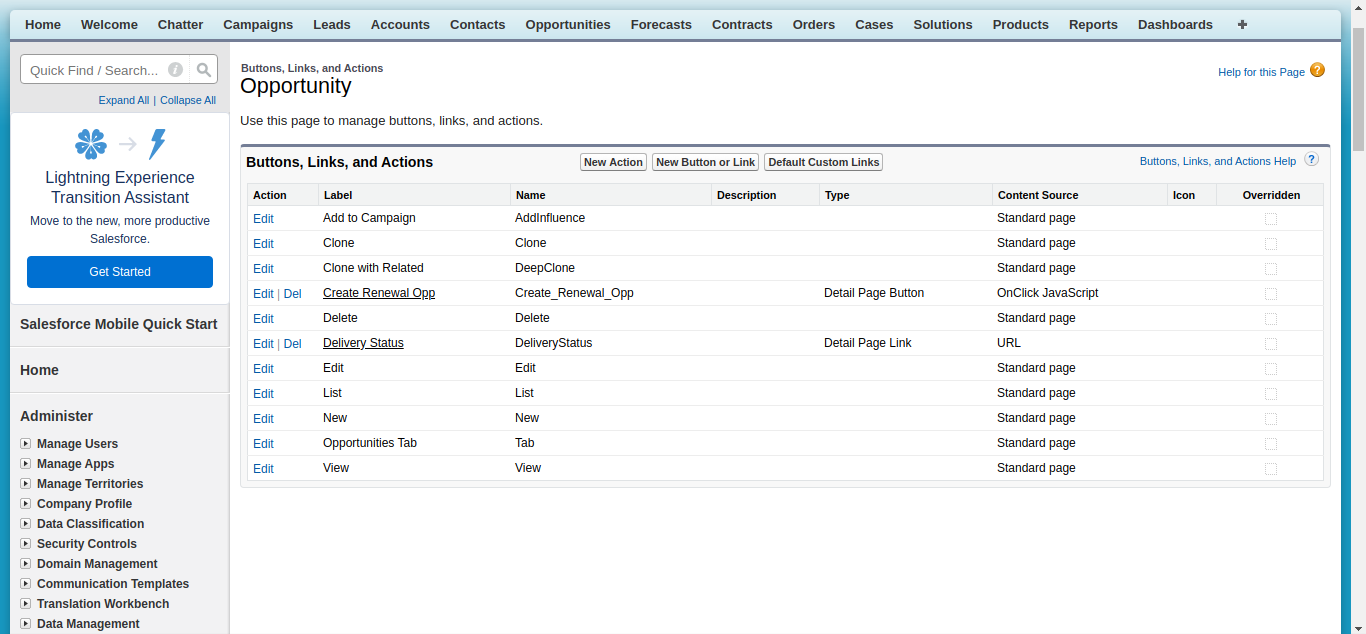 Home Welcome Chatter Campaigns Leads Accounts Contacts Opportunities Forecasts Contracts Orders Cases Solutions Products Reports Dashboards
Quick Find / Search...
Expand All | Collapse All
Lightning Experience
Transition Assistant
Move to the new, more productive
Salesforce.
Get Started
Salesforce Mobile Quick Start
Home
Administer
Manage Users
Manage Apps
Manage Territories
Company Profile
Data Classification
Security Controls
Domain Management
Communication Templates
Translation Workbench
Data Management
Buttons, Links, and Actions
Opportunity
Help for this Page ?
Use this page to manage buttons, links, and actions.
Buttons, Links, and Actions New Action New Button or Link Default Custom Links Buttons, Links, and Actions Help ?
Action Label Name Description Type Content Source Icon Overridden
Edit Add to Campaign AddInfluence Standard page
Edit Clone Clone Standard page
Edit Clone with Related DeepClone Standard page
Edit | Del Create Renewal Opp Create_Renewal_Opp Detail Page Button OnClick JavaScript
Edit Delete Delete Standard page
Edit | Del Delivery Status DeliveryStatus Detail Page Link URL
Edit Edit Edit Standard page
Edit List List Standard page
Edit New New Standard page
Edit Opportunities Tab Tab Standard page
Edit View View Standard page